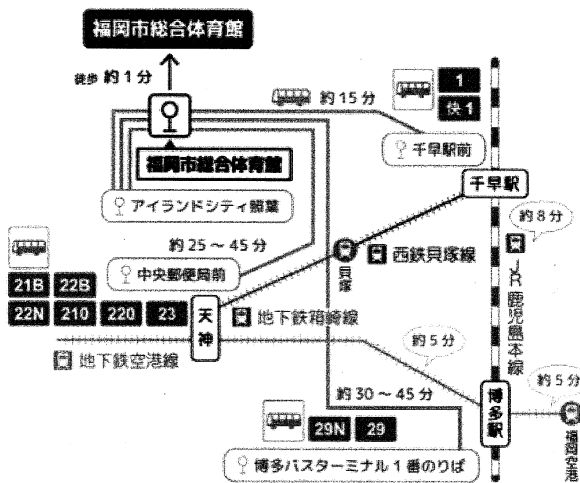 福岡市総合体育館
徒歩 約1分
約15分
1
快1
千早駅前
福岡市総合体育館
千早駅
アイランドシティ照葉
約8分
約25～45分
中央郵便局前
貝塚
西鉄貝塚線
JR鹿児島本線
21B 22B
22N 210 220 23
天神
地下鉄箱崎線
地下鉄空港線
約5分
約5分
約30～45分
博多駅
福岡空港
29N 29
博多バスターミナル1番のりば